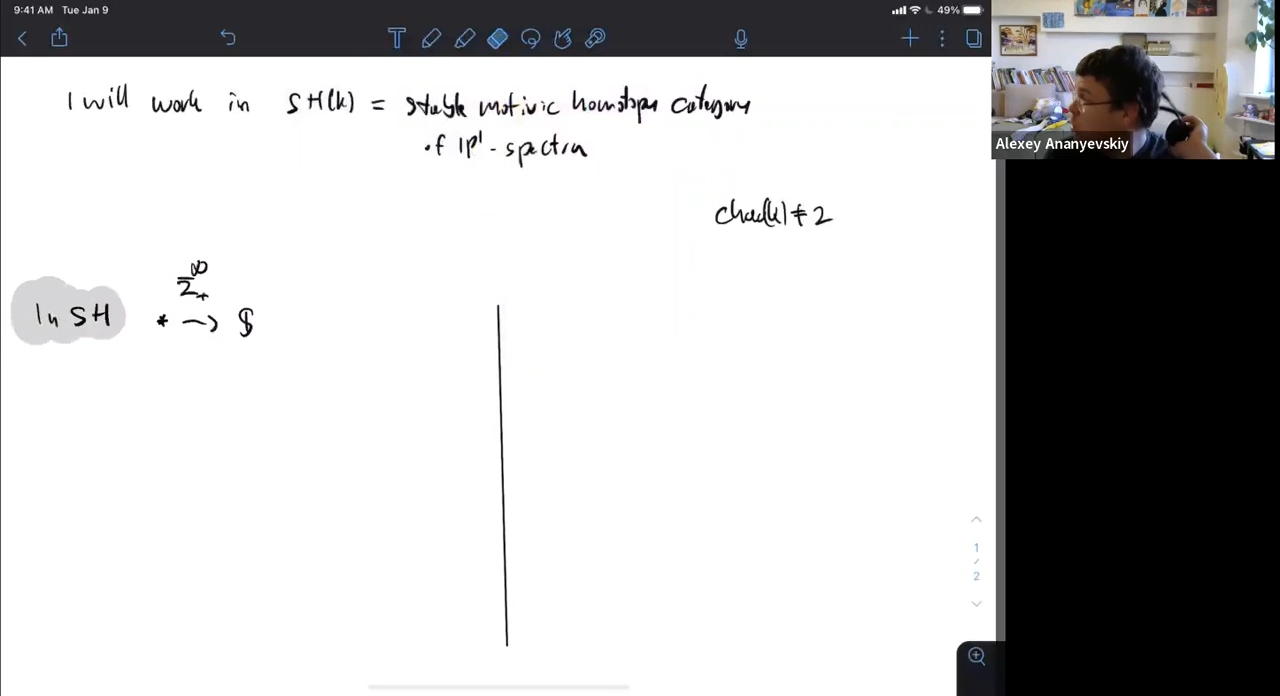 9:41 AM Tue Jan 9
49%
I will work in SH(k) = stable motivic homotopy category
of ℙ¹-spectra
char(k) ≠ 2
Σ^∞_+
In SH * → 𝕊
1
/
2
Alexey Ananyevskiy